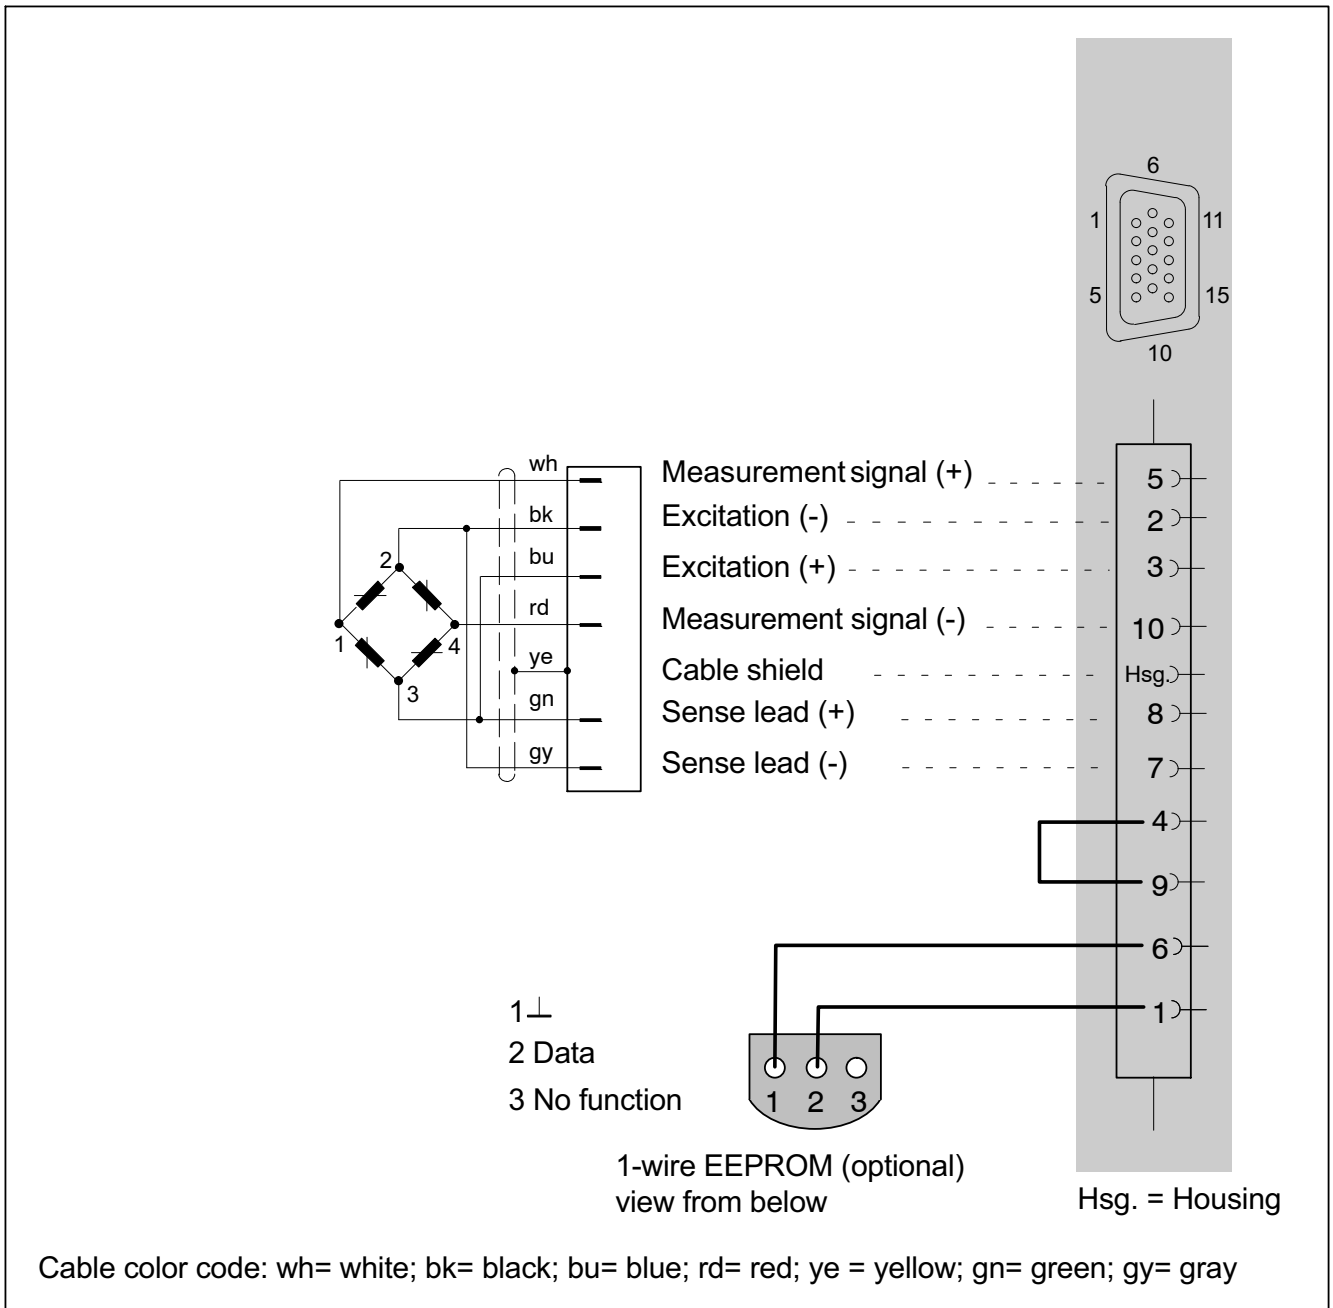 6
1
11
5
15
10
wh
Measurement signal (+)
5
bk
Excitation (-)
2
bu
Excitation (+)
3
2
rd
Measurement signal (-)
10
1
4
ye
Cable shield
Hsg.
3
gn
Sense lead (+)
8
gy
Sense lead (-)
7
4
9
6
1
1⊥
2 Data
3 No function
1 2 3
1-wire EEPROM (optional)
view from below
Hsg. = Housing
Cable color code: wh= white; bk= black; bu= blue; rd= red; ye = yellow; gn= green; gy= gray